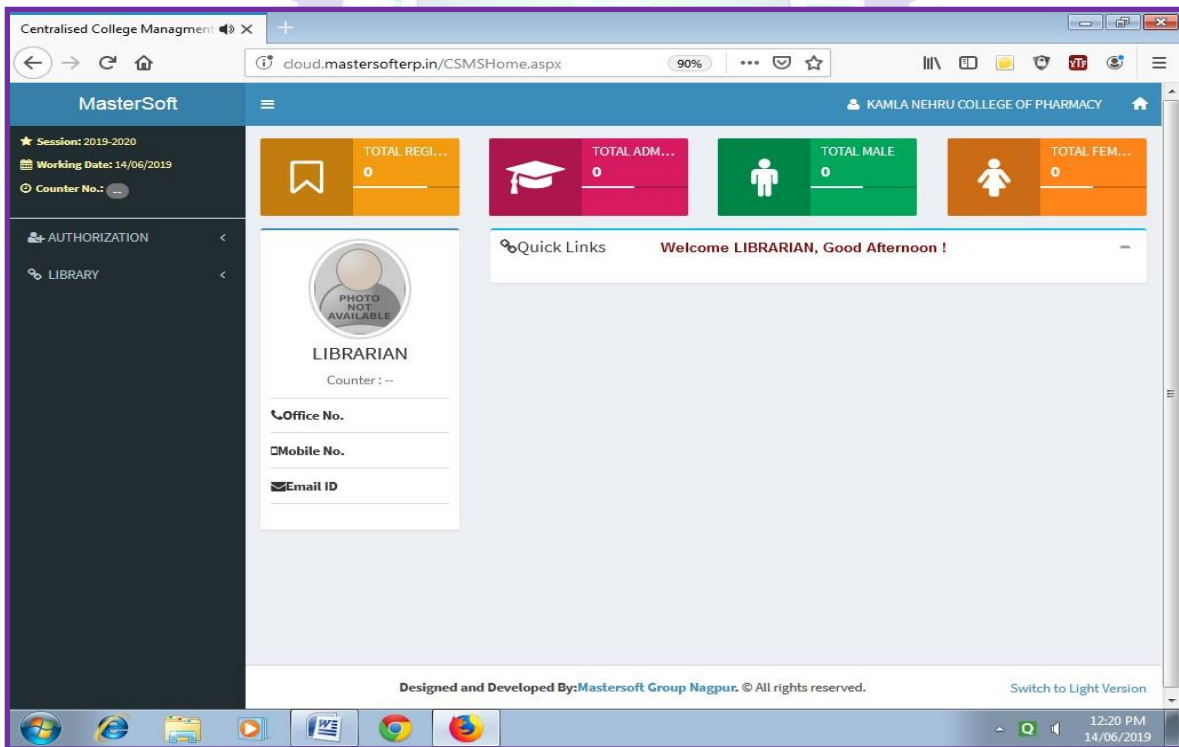 Centralised College Managment
cloud.mastersofterp.in/CSMSHome.aspx 90%
MasterSoft
KAMLA NEHRU COLLEGE OF PHARMACY
Session: 2019-2020
Working Date: 14/06/2019
Counter No.: --
AUTHORIZATION
LIBRARY
TOTAL REGI...
0
TOTAL ADM...
0
TOTAL MALE
0
TOTAL FEM...
0
PHOTO
NOT
AVAILABLE
LIBRARIAN
Counter : --
Office No.
Mobile No.
Email ID
Quick Links Welcome LIBRARIAN, Good Afternoon !
Designed and Developed By:Mastersoft Group Nagpur. © All rights reserved.
Switch to Light Version
12:20 PM
14/06/2019